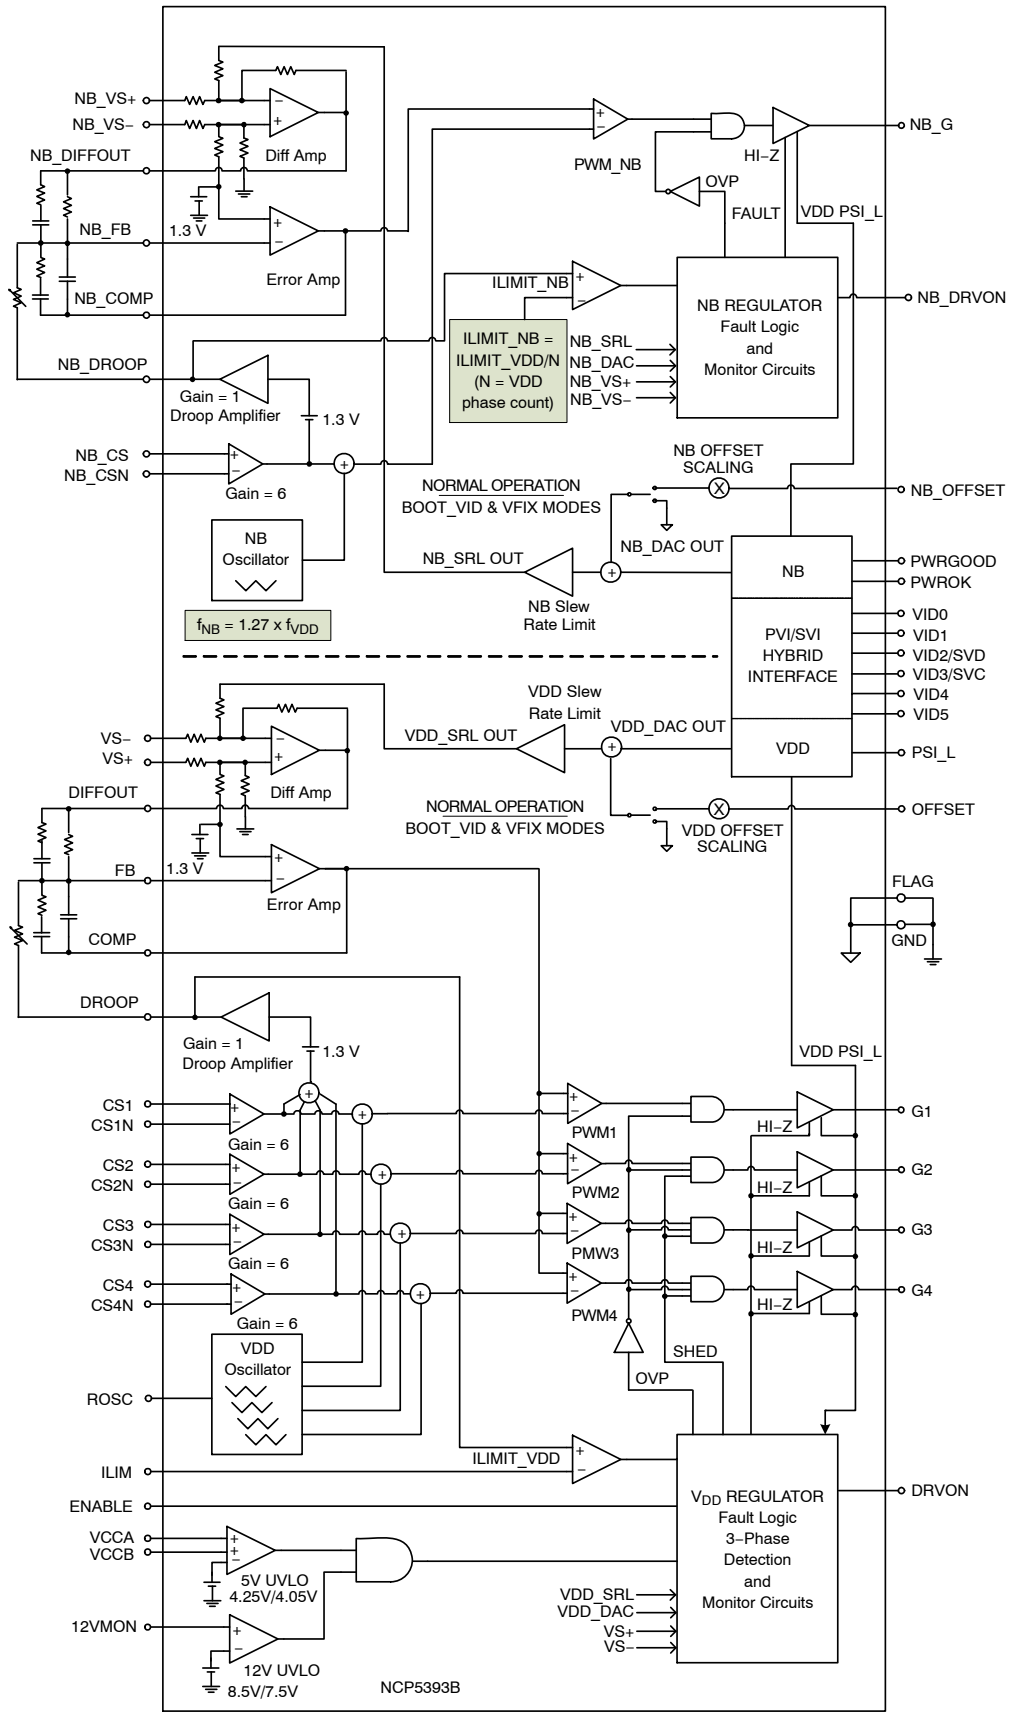 NB_VS+
NB_VS−
Diff Amp
NB_DIFFOUT
NB_FB
1.3 V
Error Amp
NB_COMP
NB_DROOP
Gain = 1
Droop Amplifier
1.3 V
NB_CS
NB_CSN
Gain = 6
NB
Oscillator
fNB = 1.27 x fVDD
PWM_NB
OVP
HI−Z
NB_G
FAULT
VDD PSI_L
ILIMIT_NB
ILIMIT_NB =
ILIMIT_VDD/N
(N = VDD
phase count)
NB_SRL
NB_DAC
NB_VS+
NB_VS−
NB REGULATOR
Fault Logic
and
Monitor Circuits
NB_DRVON
NB OFFSET
SCALING
NORMAL OPERATION
BOOT_VID & VFIX MODES
NB_OFFSET
NB_SRL OUT
NB_DAC OUT
NB Slew
Rate Limit
NB
PVI/SVI
HYBRID
INTERFACE
VDD
PWRGOOD
PWROK
VID0
VID1
VID2/SVD
VID3/SVC
VID4
VID5
PSI_L
VDD Slew
Rate Limit
VDD_SRL OUT
VDD_DAC OUT
NORMAL OPERATION
BOOT_VID & VFIX MODES
VDD OFFSET
SCALING
OFFSET
VS−
VS+
Diff Amp
DIFFOUT
FB
1.3 V
Error Amp
COMP
FLAG
GND
DROOP
Gain = 1
Droop Amplifier
1.3 V
VDD PSI_L
CS1
CS1N
Gain = 6
PWM1
HI−Z
G1
CS2
CS2N
Gain = 6
PWM2
HI−Z
G2
CS3
CS3N
Gain = 6
PMW3
HI−Z
G3
CS4
CS4N
Gain = 6
PWM4
HI−Z
G4
VDD
Oscillator
ROSC
SHED
OVP
ILIM
ILIMIT_VDD
ENABLE
VCCA
VCCB
5V UVLO
4.25V/4.05V
12VMON
12V UVLO
8.5V/7.5V
VDD REGULATOR
Fault Logic
3−Phase
Detection
and
Monitor Circuits
DRVON
VDD_SRL
VDD_DAC
VS+
VS−
NCP5393B